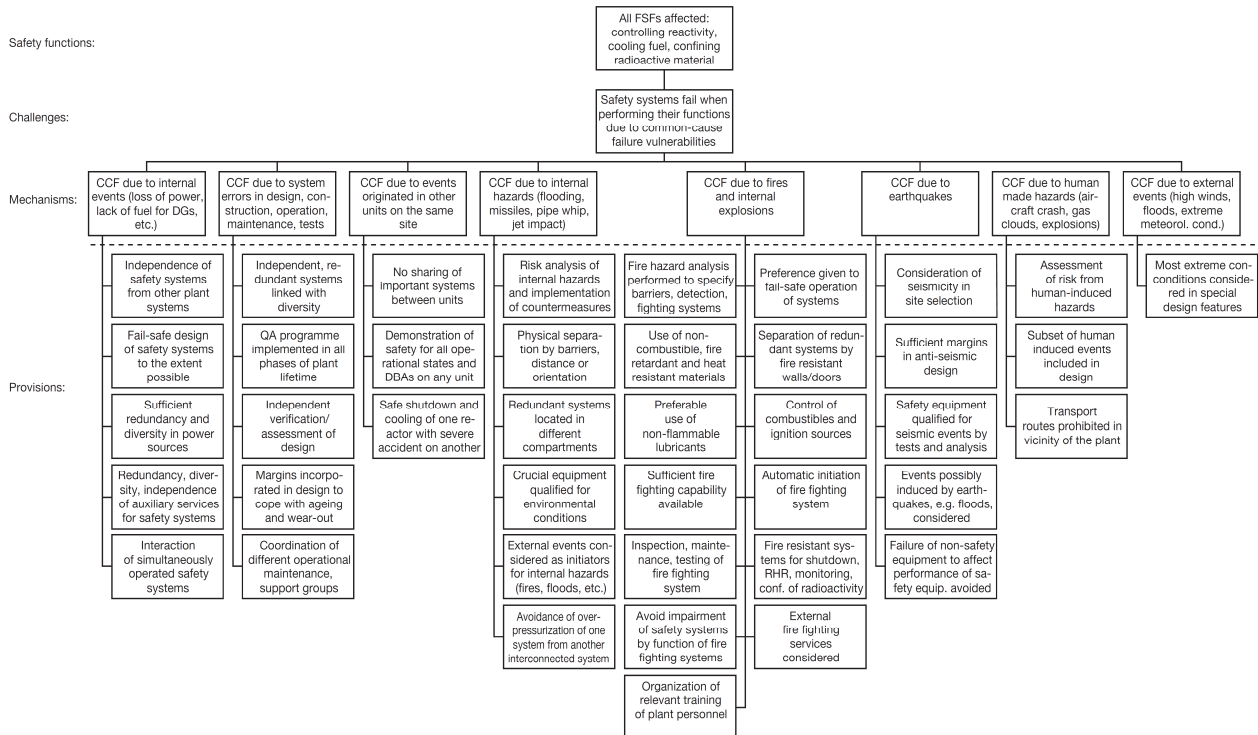 Safety functions:
All FSFs affected:
controlling reactivity,
cooling fuel, confining
radioactive material
Challenges:
Safety systems fail when
performing their functions
due to common-cause
failure vulnerabilities
Mechanisms:
CCF due to internal
events (loss of power,
lack of fuel for DGs,
etc.)
CCF due to system
errors in design, con-
struction, operation,
maintenance, tests
CCF due to events
originated in other
units on the same
site
CCF due to internal
hazards (flooding,
missiles, pipe whip,
jet impact)
CCF due to fires
and internal
explosions
CCF due to
earthquakes
CCF due to human
made hazards (air-
craft crash, gas
clouds, explosions)
CCF due to external
events (high winds,
floods, extreme
meteorol. cond.)
Provisions:
Independence of
safety systems
from other plant
systems
Fail-safe design
of safety systems
to the extent
possible
Sufficient
redundancy and
diversity in power
sources
Redundancy, diver-
sity, independence
of auxiliary services
for safety systems
Interaction
of simultaneously
operated safety
systems
Independent, re-
dundant systems
linked with
diversity
QA programme
implemented in all
phases of plant
lifetime
Independent
verification/
assessment of
design
Margins incorpo-
rated in design to
cope with ageing
and wear-out
Coordination of
different operational
maintenance,
support groups
No sharing of
important systems
between units
Demonstration of
safety for all ope-
rational states and
DBAs on any unit
Safe shutdown and
cooling of one re-
actor with severe
accident on another
Risk analysis of
internal hazards
and implementation
of countermeasures
Physical separa-
tion by barriers,
distance or
orientation
Redundant systems
located in
different
compartments
Crucial equipment
qualified for
environmental
conditions
External events con-
sidered as initiators
for internal hazards
(fires, floods, etc.)
Avoidance of over-
pressurization of one
system from another
interconnected system
Fire hazard analysis
performed to specify
barriers, detection,
fighting systems
Use of non-
combustible, fire
retardant and heat
resistant materials
Preferable
use of
non-flammable
lubricants
Sufficient fire
fighting capability
available
Inspection, mainte-
nance, testing of
fire fighting
system
Avoid impairment
of safety systems
by function of fire
fighting systems
Organization of
relevant training
of plant personnel
Preference given to
fail-safe operation
of systems
Separation of redun-
dant systems by
fire resistant
walls/doors
Control of
combustibles and
ignition sources
Automatic initiation
of fire fighting
system
Fire resistant sys-
tems for shutdown,
RHR, monitoring,
conf. of radioactivity
External
fire fighting
services
considered
Consideration of
seismicity in
site selection
Sufficient margins
in anti-seismic
design
Safety equipment
qualified for
seismic events by
tests and analysis
Events possibly
induced by earth-
quakes, e.g. floods,
considered
Failure of non-safety
equipment to affect
performance of sa-
fety equip. avoided
Assessment
of risk from
human-induced
hazards
Subset of human
induced events
included in
design
Transport
routes prohibited in
vicinity of the plant
Most extreme con-
ditions conside-
red in special
design features